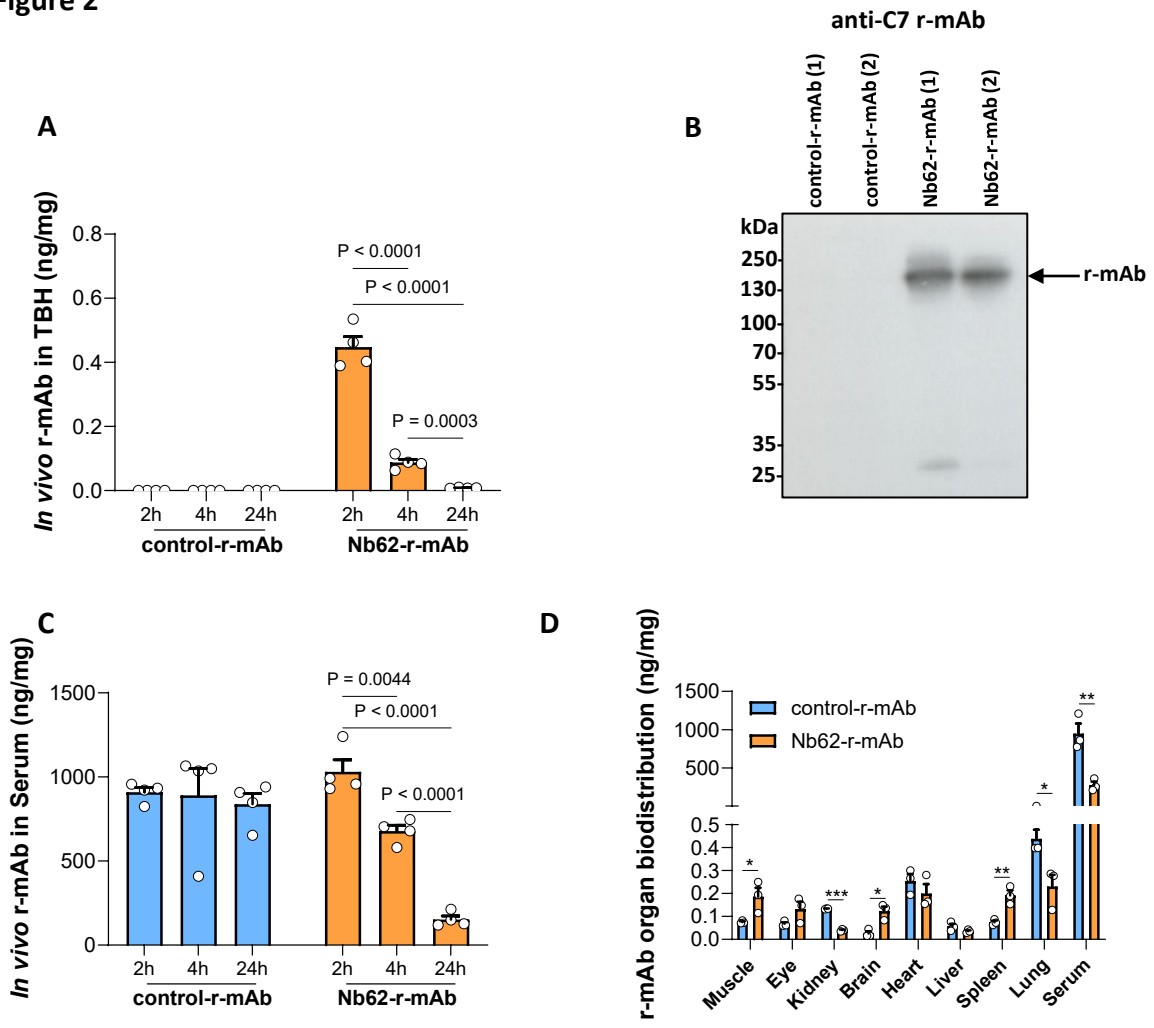 Figure 2
A
In vivo r-mAb in TBH (ng/mg)
0.8
0.6
0.4
0.2
0.0
P < 0.0001
P < 0.0001
P = 0.0003
2h 4h 24h 2h 4h 24h
control-r-mAb Nb62-r-mAb
B
anti-C7 r-mAb
control-r-mAb (1)
control-r-mAb (2)
Nb62-r-mAb (1)
Nb62-r-mAb (2)
kDa
250
130
100
70
55
35
25
r-mAb
C
In vivo r-mAb in Serum (ng/mg)
1500
1000
500
0
P = 0.0044
P < 0.0001
P < 0.0001
2h 4h 24h 2h 4h 24h
control-r-mAb Nb62-r-mAb
D
r-mAb organ biodistribution (ng/mg)
1500
1000
500
0.5
0.4
0.3
0.2
0.1
0.0
control-r-mAb
Nb62-r-mAb
* *** * ** * **
Muscle
Eye
Kidney
Brain
Heart
Liver
Spleen
Lung
Serum